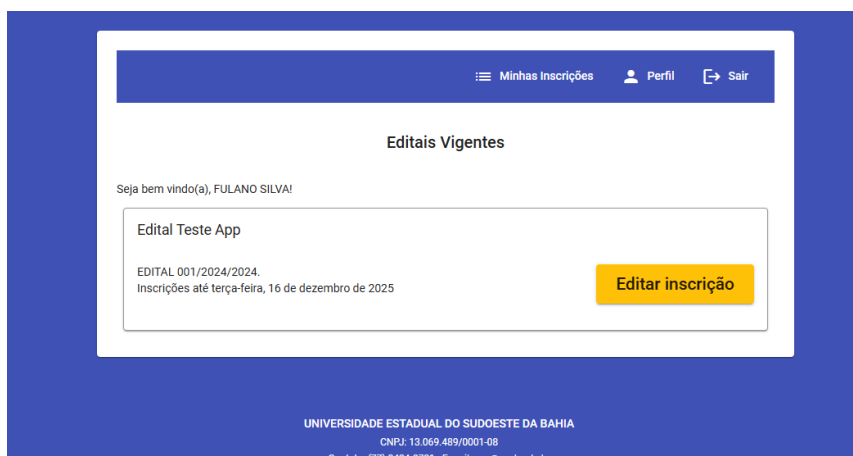 Minhas Inscrições Perfil Sair
Editais Vigentes
Seja bem vindo(a), FULANO SILVA!
Edital Teste App
EDITAL 001/2024/2024.
Inscrições até terça-feira, 16 de dezembro de 2025
Editar inscrição
UNIVERSIDADE ESTADUAL DO SUDOESTE DA BAHIA
CNPJ: 13.069.489/0001-08